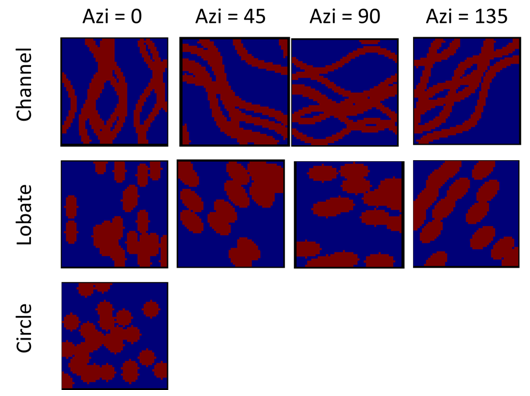 Azi = 0 Azi = 45 Azi = 90 Azi = 135
Channel
Lobate
Circle